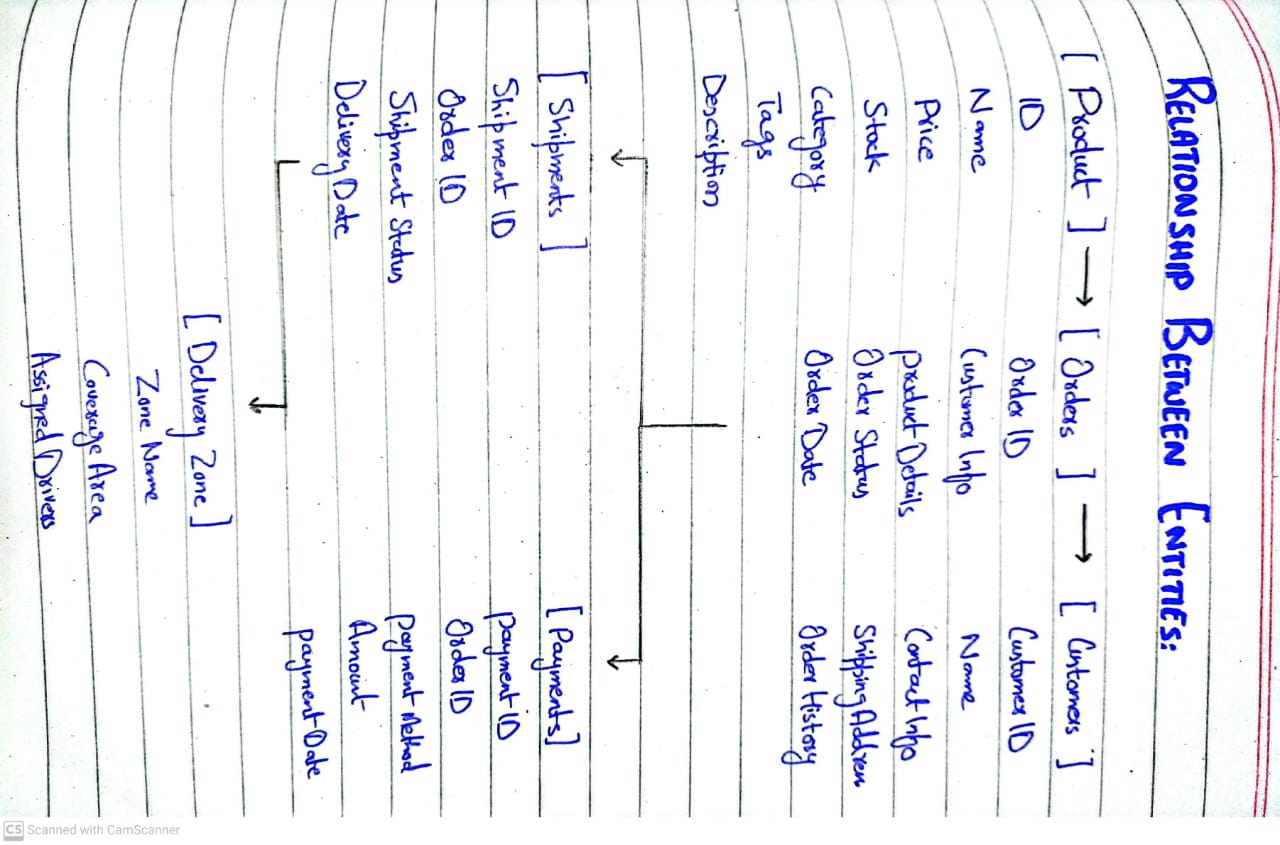 RELATIONSHIP BETWEEN ENTITIES:
[ Product ] → [ Orders ] → [ Customers ]
ID Order ID Customer ID
Name Customer Info Name
Price Product Details Contact Info
Stock Order Status Shipping Address
Category Order Date Order History
Tags
Description
[ Shipments ] [Payments]
Shipment ID Payment ID
Order ID Order ID
Shipment Status Payment Method
Delivery Date Amount
Payment Date
[ Delivery Zone ]
Zone Name
Coverage Area
Assigned Drivers
CS Scanned with CamScanner